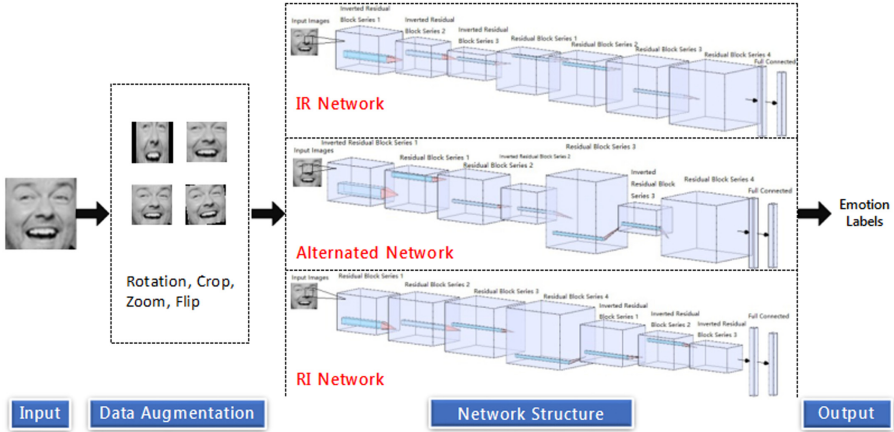 Inverted Residual
Block Series 1
Input Images
Inverted Residual
Block Series 2
Inverted Residual
Block Series 3
Residual Block Series 1
Residual Block Series 2
Residual Block Series 3
Residual Block Series 4
Full Connected
IR Network
Inverted Residual Block Series 1
Input Images
Residual Block Series 1
Residual Block Series 2
Inverted Residual Block Series 2
Residual Block Series 3
Inverted
Residual Block
Series 3
Residual Block Series 4
Full Connected
Alternated Network
Input Images
Residual Block Series 1
Residual Block Series 2
Residual Block Series 3
Residual Block Series 4
Inverted Residual
Block Series 1
Inverted Residual
Block Series 2
Inverted Residual
Block Series 3
Full Connected
RI Network
Rotation, Crop,
Zoom, Flip
Emotion
Labels
Input
Data Augmentation
Network Structure
Output